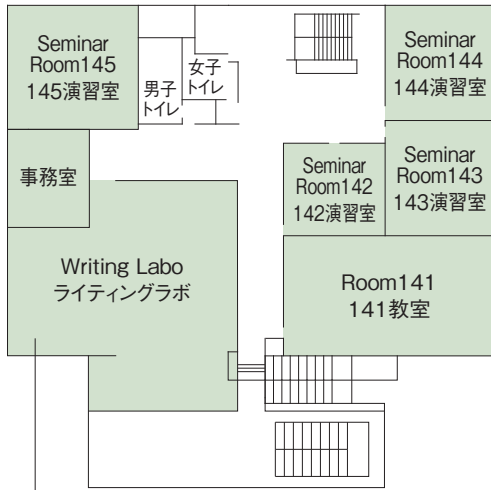 Seminar
Room145
145演習室
男子
トイレ
女子
トイレ
Seminar
Room144
144演習室
事務室
Seminar
Room142
142演習室
Seminar
Room143
143演習室
Writing Labo
ライティングラボ
Room141
141教室